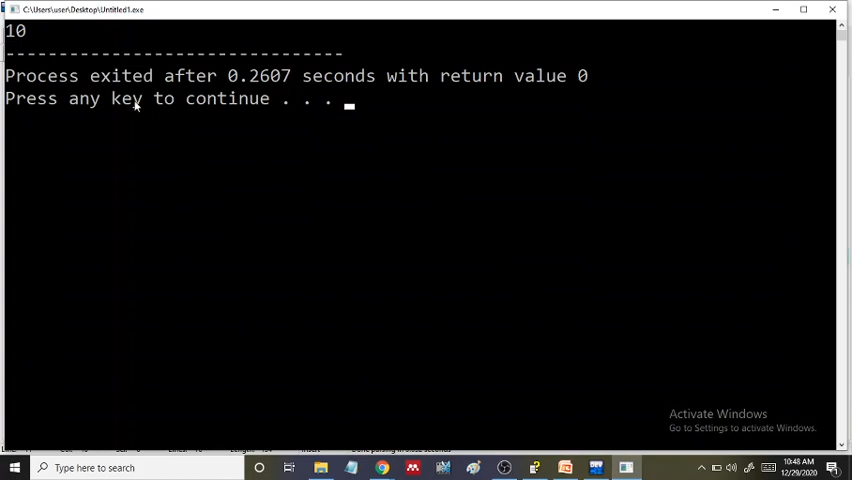 C:\Users\user\Desktop\Untitled1.exe
10
--------------------------------
Process exited after 0.2607 seconds with return value 0
Press any key to continue . . .
Activate Windows
Go to Settings to activate Windows.
Type here to search
10:48 AM
12/29/2020